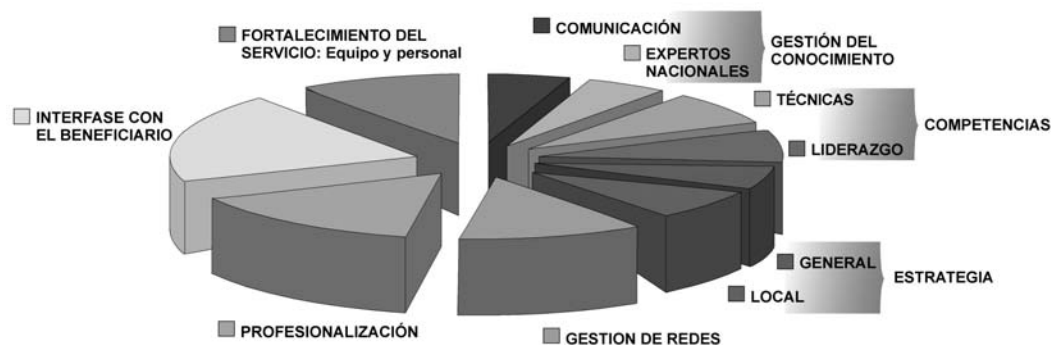 FORTALECIMIENTO DEL
SERVICIO: Equipo y personal
COMUNICACIÓN
EXPERTOS
NACIONALES
GESTIÓN DEL
CONOCIMIENTO
INTERFASE CON
EL BENEFICIARIO
TÉCNICAS
COMPETENCIAS
LIDERAZGO
GENERAL
ESTRATEGIA
LOCAL
PROFESIONALIZACIÓN
GESTION DE REDES